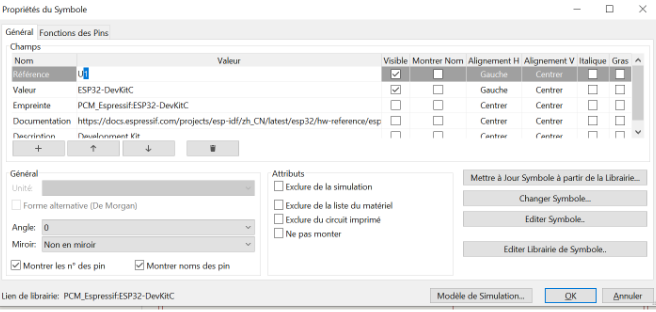 Propriétés du Symbole
Général Fonctions des Pins
Champs
Nom Valeur Visible Montrer Nom Alignement H Alignement V Italique Gras
Référence U1 Gauche Centrer
Valeur ESP32-DevKitC Gauche Centrer
Empreinte PCM_Espressif:ESP32-DevKitC Centrer Centrer
Documentation https://docs.espressif.com/projects/esp-idf/zh_CN/latest/esp32/hw-reference/esp Centrer Centrer
Description Development Kit Centrer Centrer
Général
Unité:
Forme alternative (De Morgan)
Angle: 0
Miroir: Non en miroir
Montrer les n° des pin Montrer noms des pin
Attributs
Exclure de la simulation
Exclure de la liste du matériel
Exclure du circuit imprimé
Ne pas monter
Mettre à Jour Symbole à partir de la Librairie...
Changer Symbole...
Editer Symbole..
Editer Librairie de Symbole..
Lien de librairie: PCM_Espressif:ESP32-DevKitC
Modèle de Simulation... OK Annuler